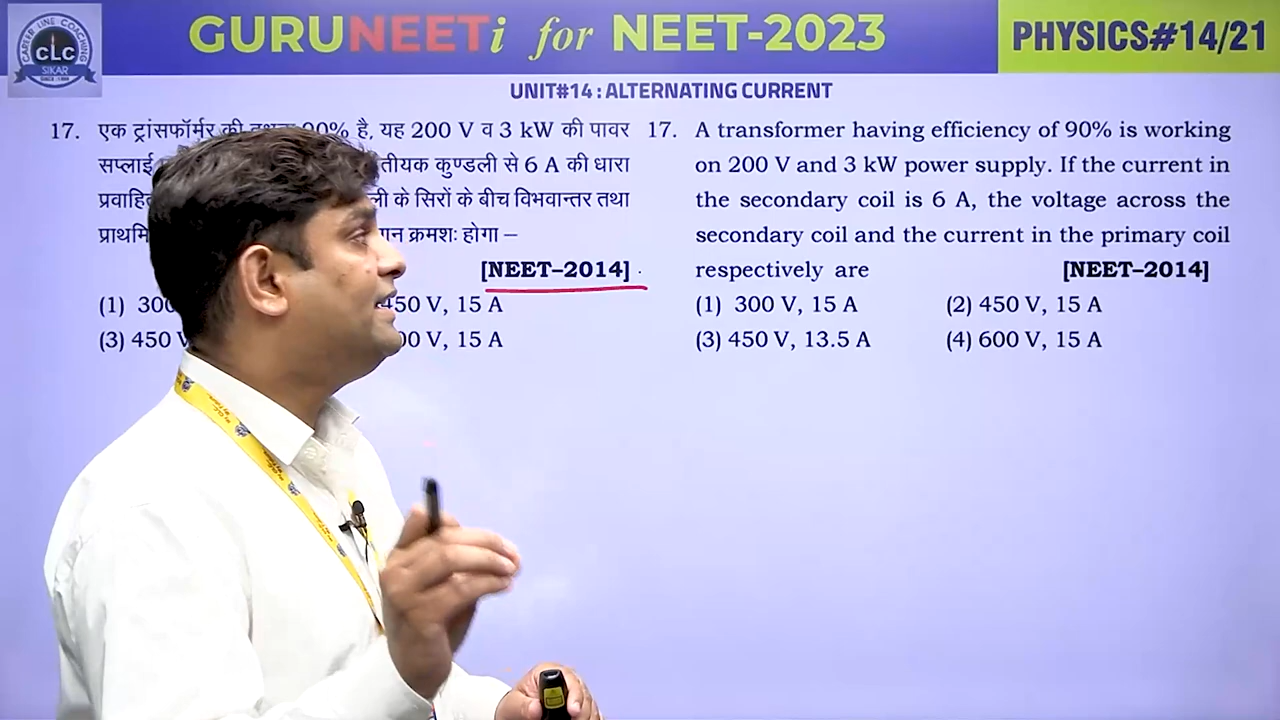 CAREER LINE COACHING
CLC
SIKAR
SINCE : 1996
GURUNEETi for NEET-2023
PHYSICS#14/21
UNIT#14 : ALTERNATING CURRENT
17. एक ट्रांसफॉर्मर की 90% है, यह 200 V व 3 kW की पावर
सप्लाई कुण्डली से 6 A की धारा
के सिरों के बीच विभवान्तर तथा
क्रमशः होगा –
[NEET–2014]
(1) 300 450 V, 15 A
(3) 450 V 15 A
17. A transformer having efficiency of 90% is working
on 200 V and 3 kW power supply. If the current in
the secondary coil is 6 A, the voltage across the
secondary coil and the current in the primary coil
respectively are [NEET–2014]
(1) 300 V, 15 A (2) 450 V, 15 A
(3) 450 V, 13.5 A (4) 600 V, 15 A